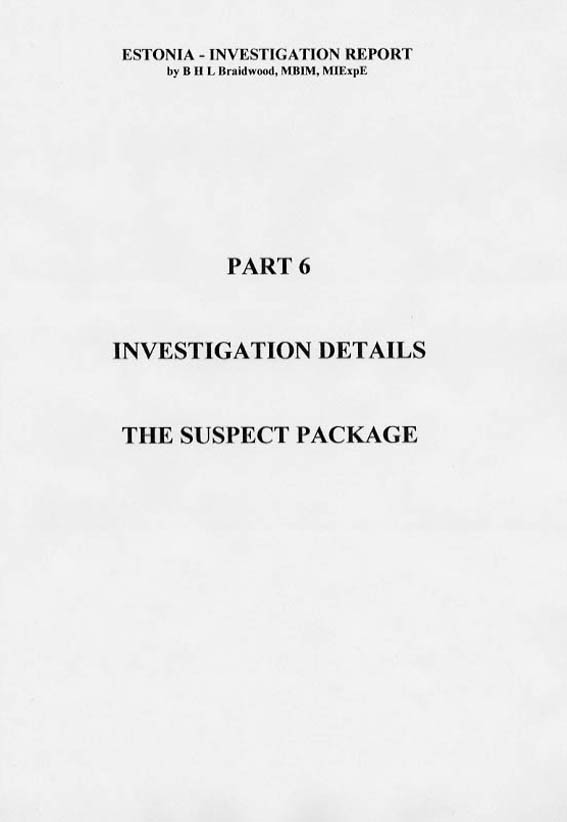 ESTONIA - INVESTIGATION REPORT
by B H L Braidwood, MBIM, MIExpE
PART 6
INVESTIGATION DETAILS
THE SUSPECT PACKAGE